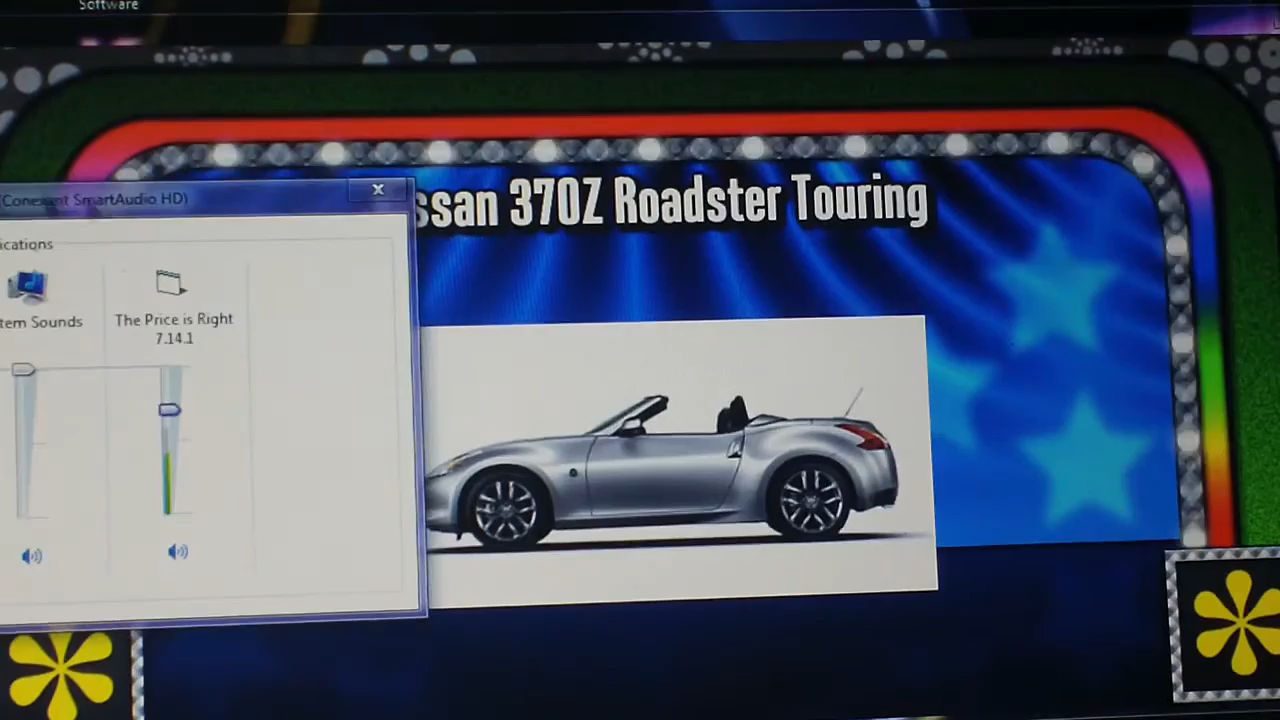 Software
(Conexant SmartAudio HD)
ssan 370Z Roadster Touring
ications
tem Sounds
The Price is Right
7.14.1